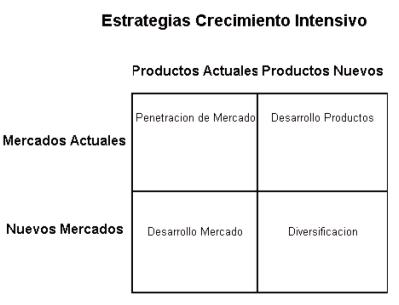 Estrategias Crecimiento Intensivo
Productos Actuales Productos Nuevos
Mercados Actuales
Penetracion de Mercado
Desarrollo Productos
Nuevos Mercados
Desarrollo Mercado
Diversificacion